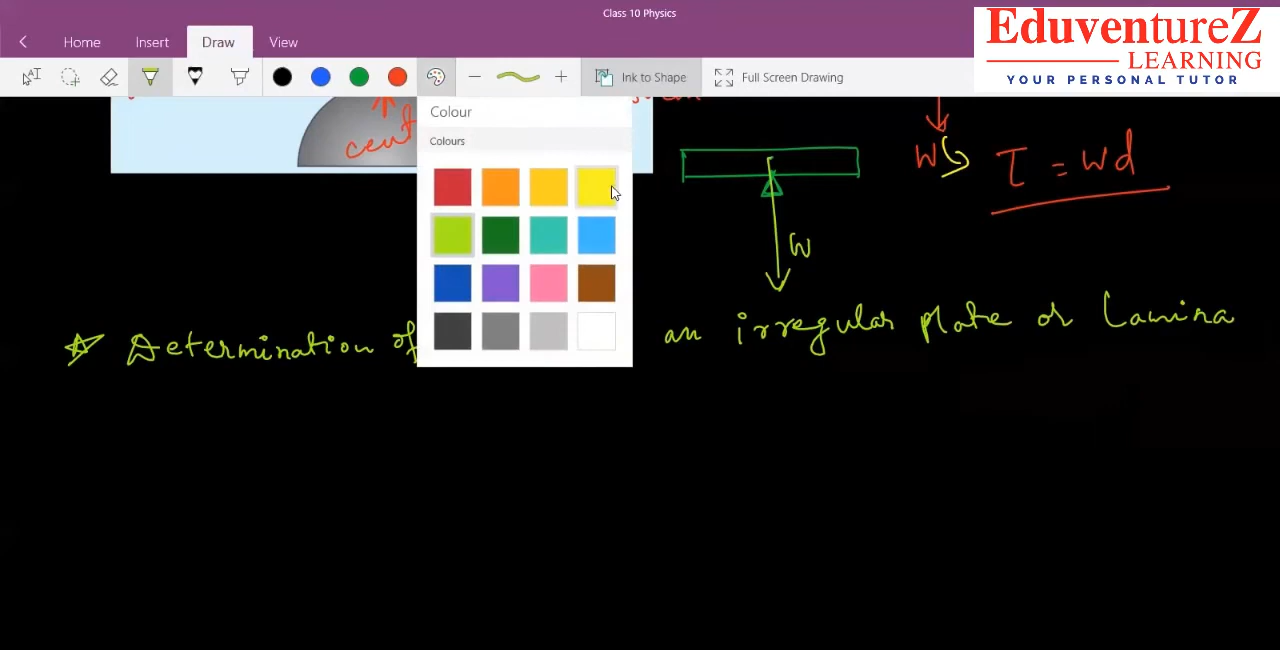 Class 10 Physics
EduventureZ
LEARNING
YOUR PERSONAL TUTOR
Home Insert Draw View
Ink to Shape Full Screen Drawing
Colour
Colours
cent
W τ = wd
W
Determination of an irregular plate or Lamina